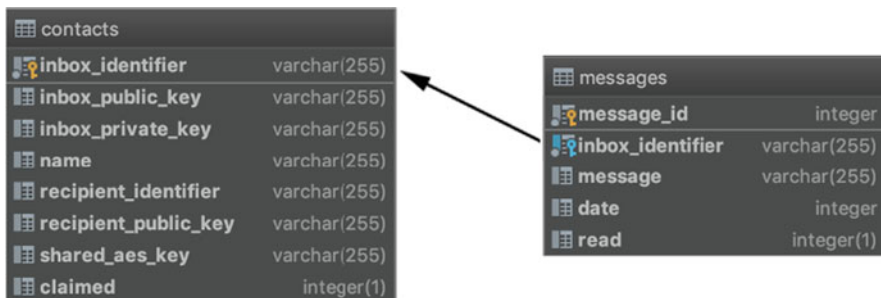 contacts
inbox_identifier varchar(255)
inbox_public_key varchar(255)
inbox_private_key varchar(255)
name varchar(255)
recipient_identifier varchar(255)
recipient_public_key varchar(255)
shared_aes_key varchar(255)
claimed integer(1)
messages
message_id integer
inbox_identifier varchar(255)
message varchar(255)
date integer
read integer(1)